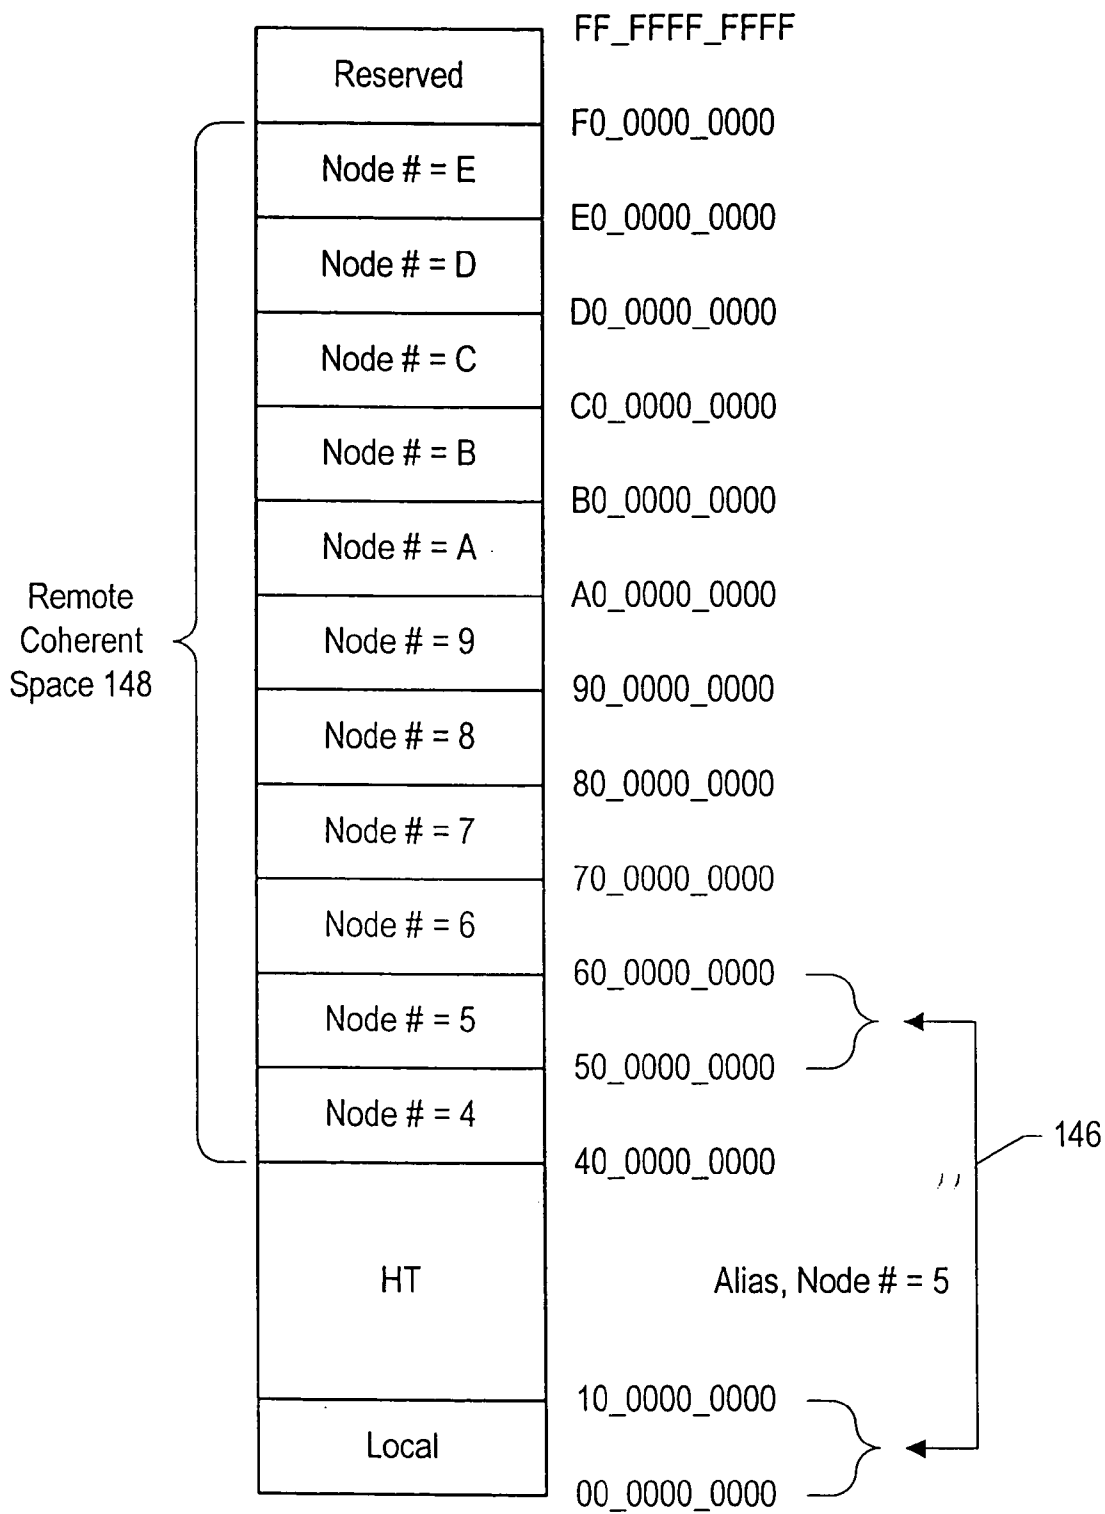 FF_FFFF_FFFF
Reserved
F0_0000_0000
Node # = E
E0_0000_0000
Node # = D
D0_0000_0000
Node # = C
C0_0000_0000
Node # = B
B0_0000_0000
Node # = A
A0_0000_0000
Remote
Coherent
Space 148
Node # = 9
90_0000_0000
Node # = 8
80_0000_0000
Node # = 7
70_0000_0000
Node # = 6
60_0000_0000
Node # = 5
50_0000_0000
Node # = 4
146
40_0000_0000
HT
Alias, Node # = 5
10_0000_0000
Local
00_0000_0000